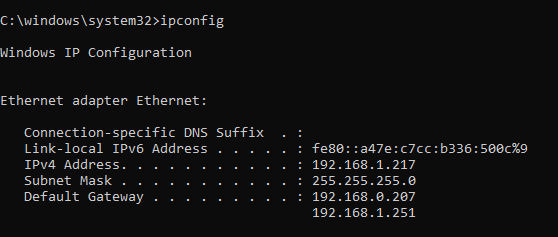 C:\windows\system32>ipconfig
Windows IP Configuration
Ethernet adapter Ethernet:
Connection-specific DNS Suffix  . :
Link-local IPv6 Address . . . . . : fe80::a47e:c7cc:b336:500c%9
IPv4 Address. . . . . . . . . . . : 192.168.1.217
Subnet Mask . . . . . . . . . . . : 255.255.255.0
Default Gateway . . . . . . . . . : 192.168.0.207
192.168.1.251